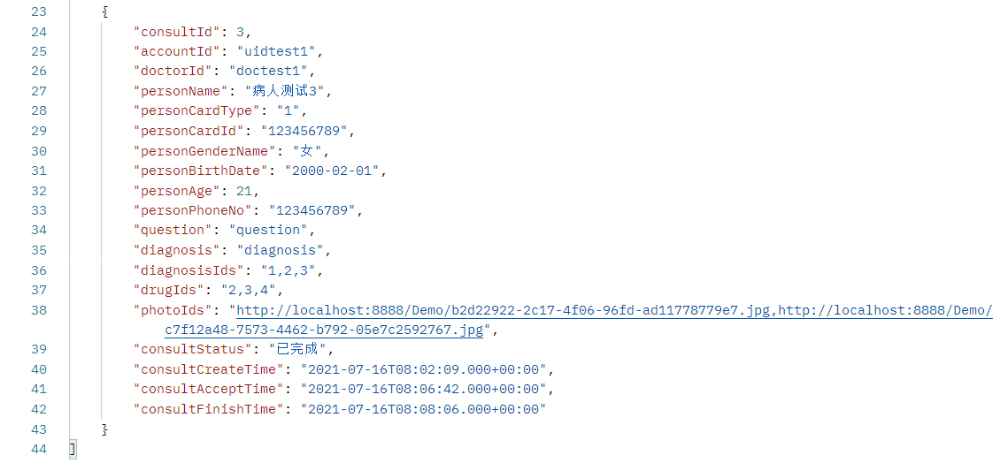 23 {
24 "consultId": 3,
25 "accountId": "uidtest1",
26 "doctorId": "doctest1",
27 "personName": "病人测试3",
28 "personCardType": "1",
29 "personCardId": "123456789",
30 "personGenderName": "女",
31 "personBirthDate": "2000-02-01",
32 "personAge": 21,
33 "personPhoneNo": "123456789",
34 "question": "question",
35 "diagnosis": "diagnosis",
36 "diagnosisIds": "1,2,3",
37 "drugIds": "2,3,4",
38 "photoIds": "http://localhost:8888/Demo/b2d22922-2c17-4f06-96fd-ad11778779e7.jpg,http://localhost:8888/Demo/
c7f12a48-7573-4462-b792-05e7c2592767.jpg",
39 "consultStatus": "已完成",
40 "consultCreateTime": "2021-07-16T08:02:09.000+00:00",
41 "consultAcceptTime": "2021-07-16T08:06:42.000+00:00",
42 "consultFinishTime": "2021-07-16T08:08:06.000+00:00"
43 }
44 ]